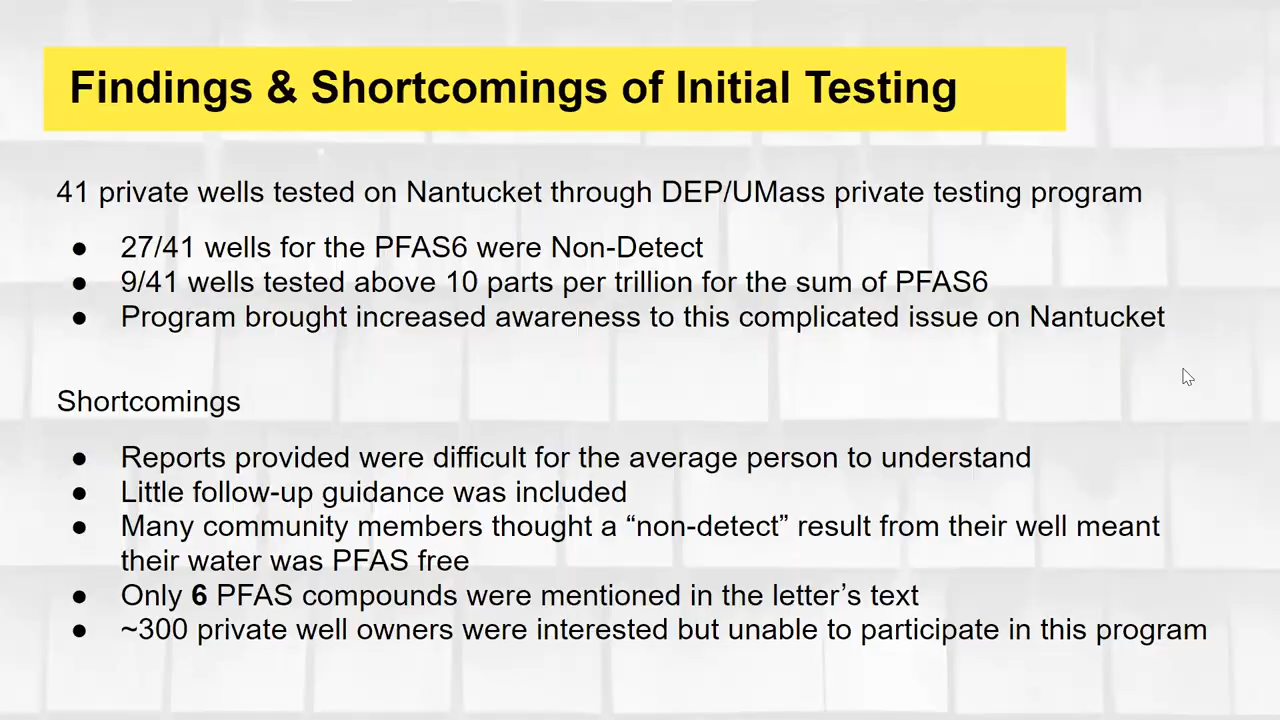 Findings & Shortcomings of Initial Testing
41 private wells tested on Nantucket through DEP/UMass private testing program
● 27/41 wells for the PFAS6 were Non-Detect
● 9/41 wells tested above 10 parts per trillion for the sum of PFAS6
● Program brought increased awareness to this complicated issue on Nantucket
Shortcomings
● Reports provided were difficult for the average person to understand
● Little follow-up guidance was included
● Many community members thought a “non-detect” result from their well meant
their water was PFAS free
● Only 6 PFAS compounds were mentioned in the letter’s text
● ~300 private well owners were interested but unable to participate in this program